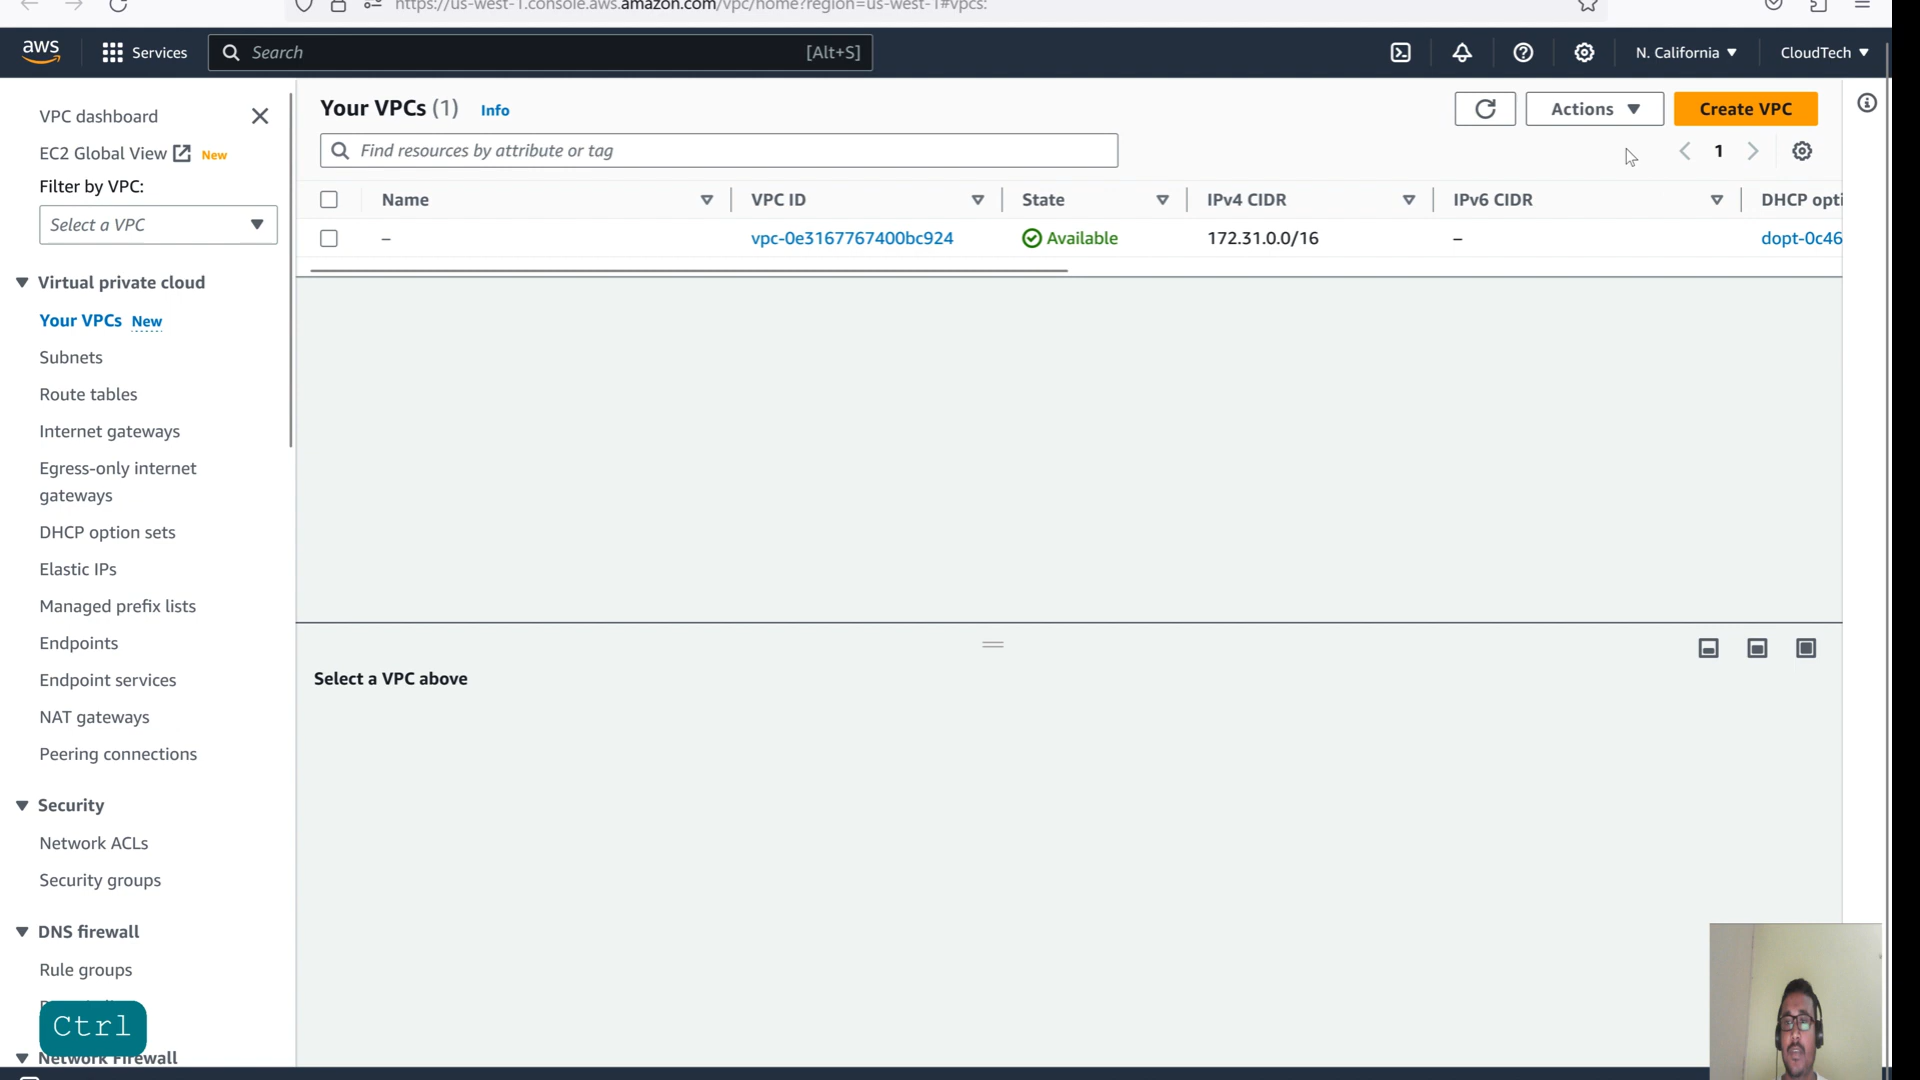 https://us-west-1.console.aws.amazon.com/vpc/home?region=us-west-1#vpcs:
aws
Services
Search
[Alt+S]
N. California
CloudTech
VPC dashboard
EC2 Global View New
Filter by VPC:
Select a VPC
Virtual private cloud
Your VPCs New
Subnets
Route tables
Internet gateways
Egress-only internet
gateways
DHCP option sets
Elastic IPs
Managed prefix lists
Endpoints
Endpoint services
NAT gateways
Peering connections
Security
Network ACLs
Security groups
DNS firewall
Rule groups
Ctrl
Network Firewall
Your VPCs (1) Info
Actions
Create VPC
Find resources by attribute or tag
1
Name VPC ID State IPv4 CIDR IPv6 CIDR DHCP opti
– vpc-0e3167767400bc924 Available 172.31.0.0/16 – dopt-0c46
Select a VPC above